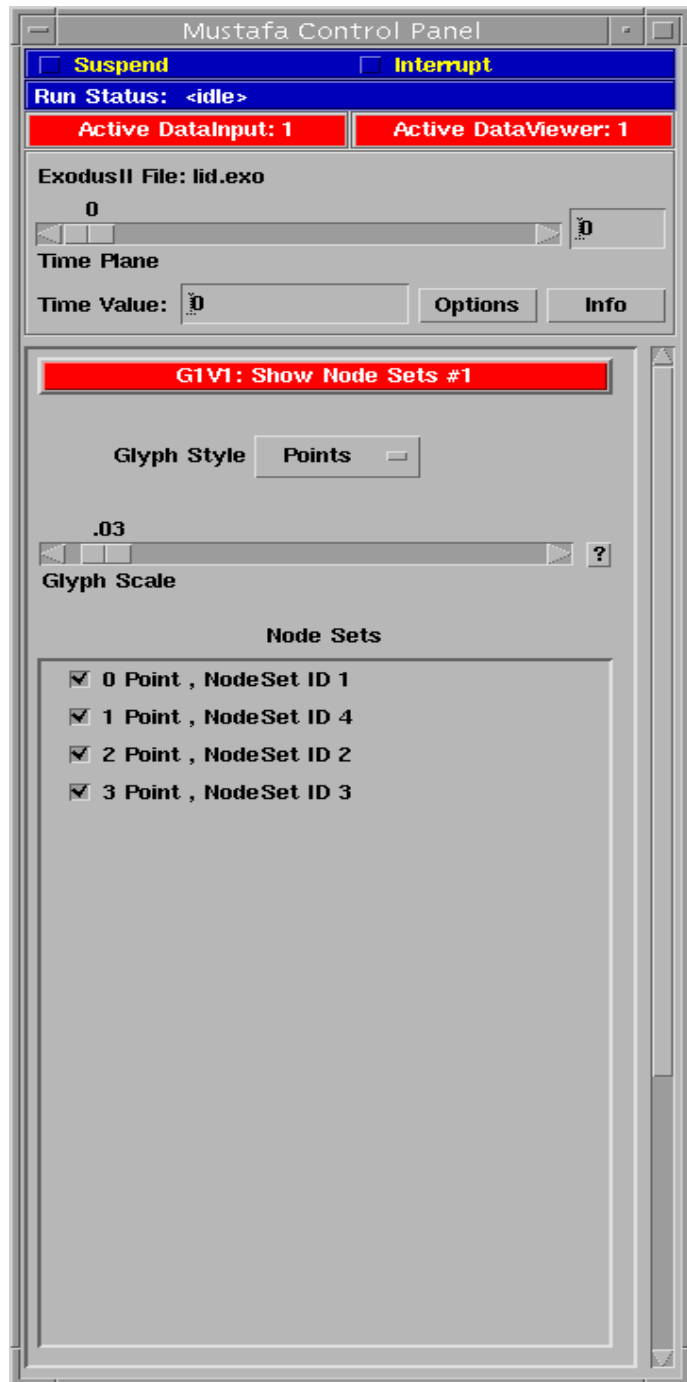 Mustafa Control Panel
Suspend Interrupt
Run Status: <idle>
Active DataInput: 1 Active DataViewer: 1
ExodusII File: lid.exo
0
0
Time Plane
Time Value: 0 Options Info
G1V1: Show Node Sets #1
Glyph Style Points
.03
?
Glyph Scale
Node Sets
0 Point , NodeSet ID 1
1 Point , NodeSet ID 4
2 Point , NodeSet ID 2
3 Point , NodeSet ID 3